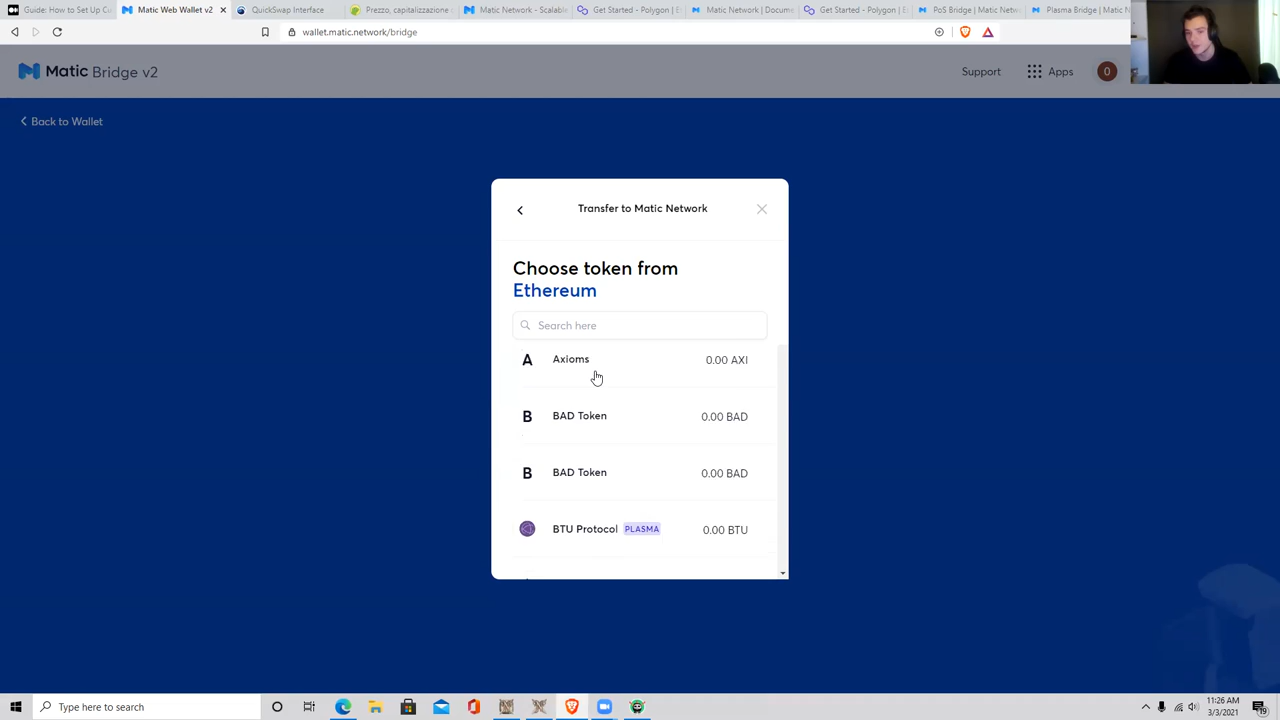 Guide: How to Set Up Cu
Matic Web Wallet v2
QuickSwap Interface
Prezzo, capitalizzazione
Matic Network - Scalable
Get Started - Polygon | E
Matic Network | Docume
Get Started - Polygon | E
PoS Bridge | Matic Netw
Plasma Bridge | Matic N
wallet.matic.network/bridge
Matic Bridge v2
Support
Apps
0
Back to Wallet
Transfer to Matic Network
Choose token from
Ethereum
Search here
A Axioms 0.00 AXI
B BAD Token 0.00 BAD
B BAD Token 0.00 BAD
BTU Protocol PLASMA 0.00 BTU
Type here to search
11:26 AM
3/3/2021
19